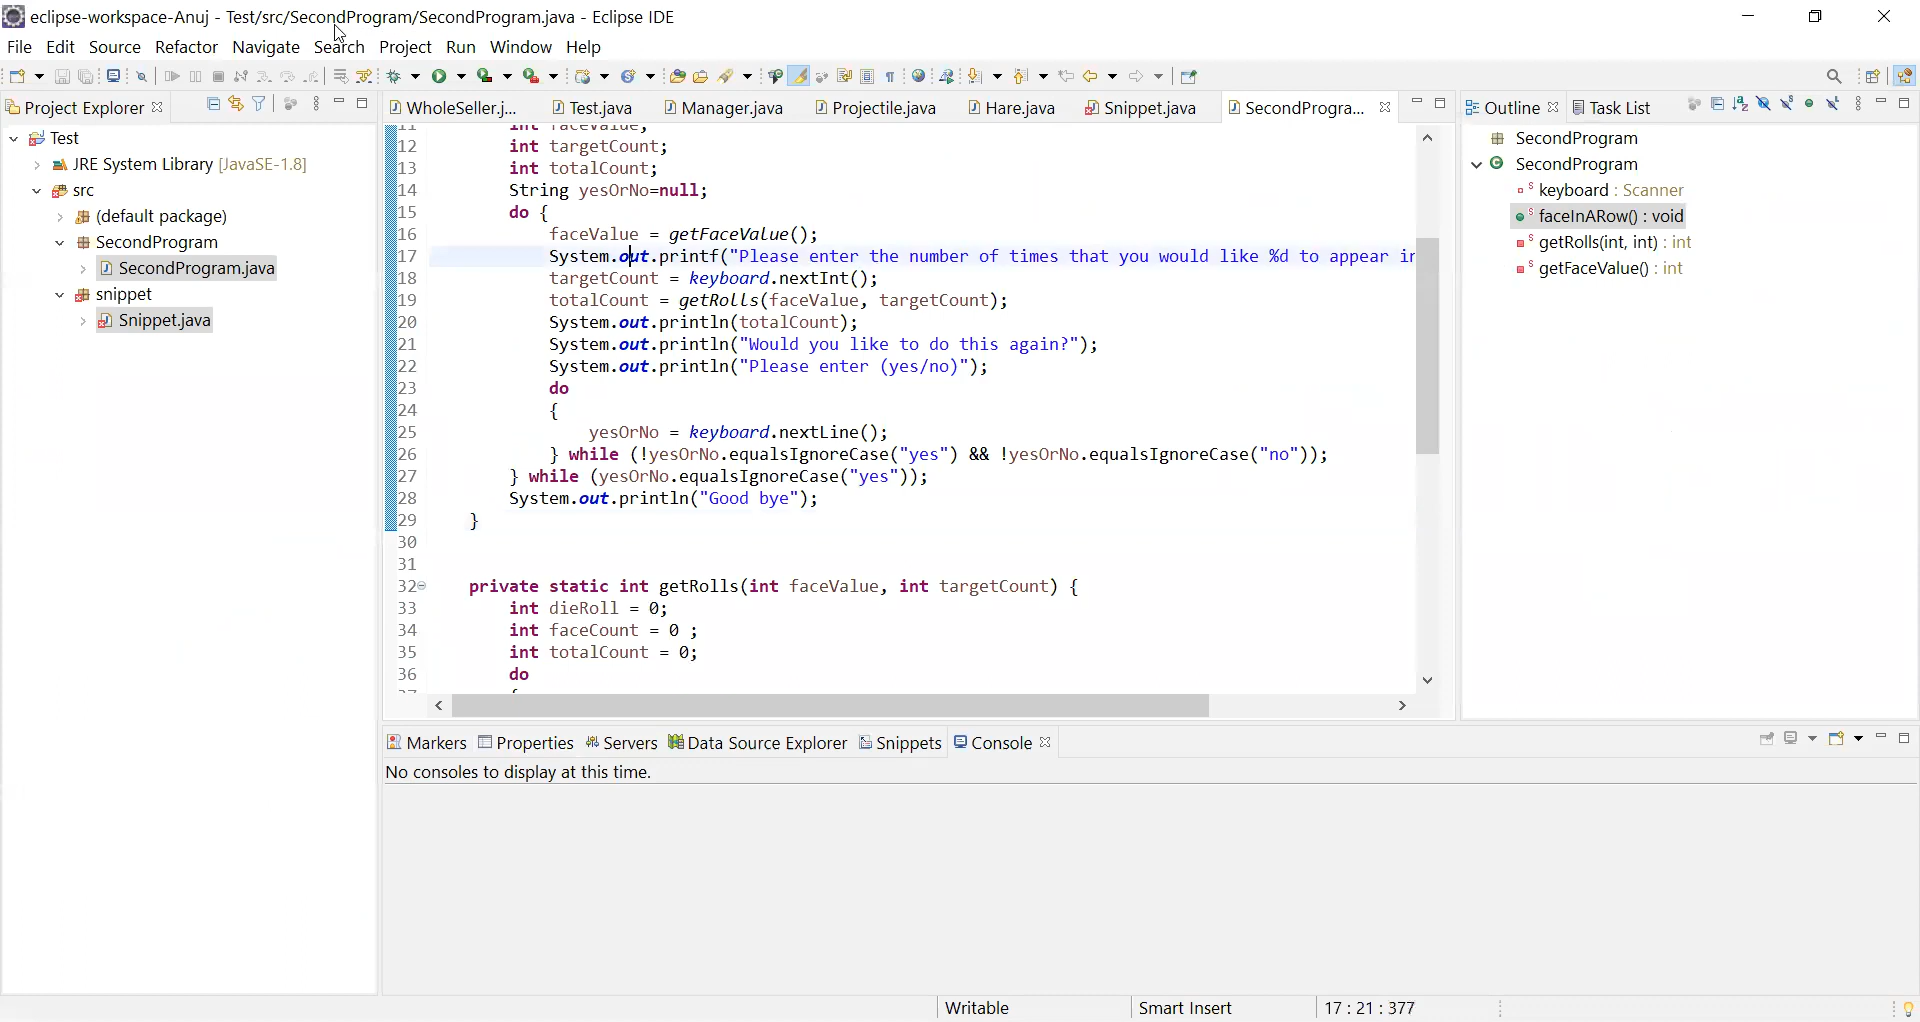 eclipse-workspace-Anuj - Test/src/SecondProgram/SecondProgram.java - Eclipse IDE
File Edit Source Refactor Navigate Search Project Run Window Help
Project Explorer
Test
JRE System Library [JavaSE-1.8]
src
(default package)
SecondProgram
SecondProgram.java
snippet
Snippet.java
WholeSeller.j... Test.java Manager.java Projectile.java Hare.java Snippet.java SecondProgra...
11 int faceValue;
12 int targetCount;
13 int totalCount;
14 String yesOrNo=null;
15 do {
16 faceValue = getFaceValue();
17 System.out.printf("Please enter the number of times that you would like %d to appear in
18 targetCount = keyboard.nextInt();
19 totalCount = getRolls(faceValue, targetCount);
20 System.out.println(totalCount);
21 System.out.println("Would you like to do this again?");
22 System.out.println("Please enter (yes/no)");
23 do
24 {
25 yesOrNo = keyboard.nextLine();
26 } while (!yesOrNo.equalsIgnoreCase("yes") && !yesOrNo.equalsIgnoreCase("no"));
27 } while (yesOrNo.equalsIgnoreCase("yes"));
28 System.out.println("Good bye");
29 }
30
31
32 private static int getRolls(int faceValue, int targetCount) {
33 int dieRoll = 0;
34 int faceCount = 0 ;
35 int totalCount = 0;
36 do
37 {
Outline Task List
SecondProgram
SecondProgram
keyboard : Scanner
faceInARow() : void
getRolls(int, int) : int
getFaceValue() : int
Markers Properties Servers Data Source Explorer Snippets Console
No consoles to display at this time.
Writable Smart Insert 17 : 21 : 377